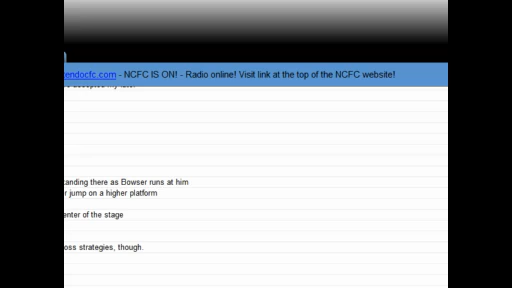 tendocfc.com - NCFC IS ON! - Radio online! Visit link at the top of the NCFC website!
tanding there as Bowser runs at him
r jump on a higher platform
enter of the stage
oss strategies, though.